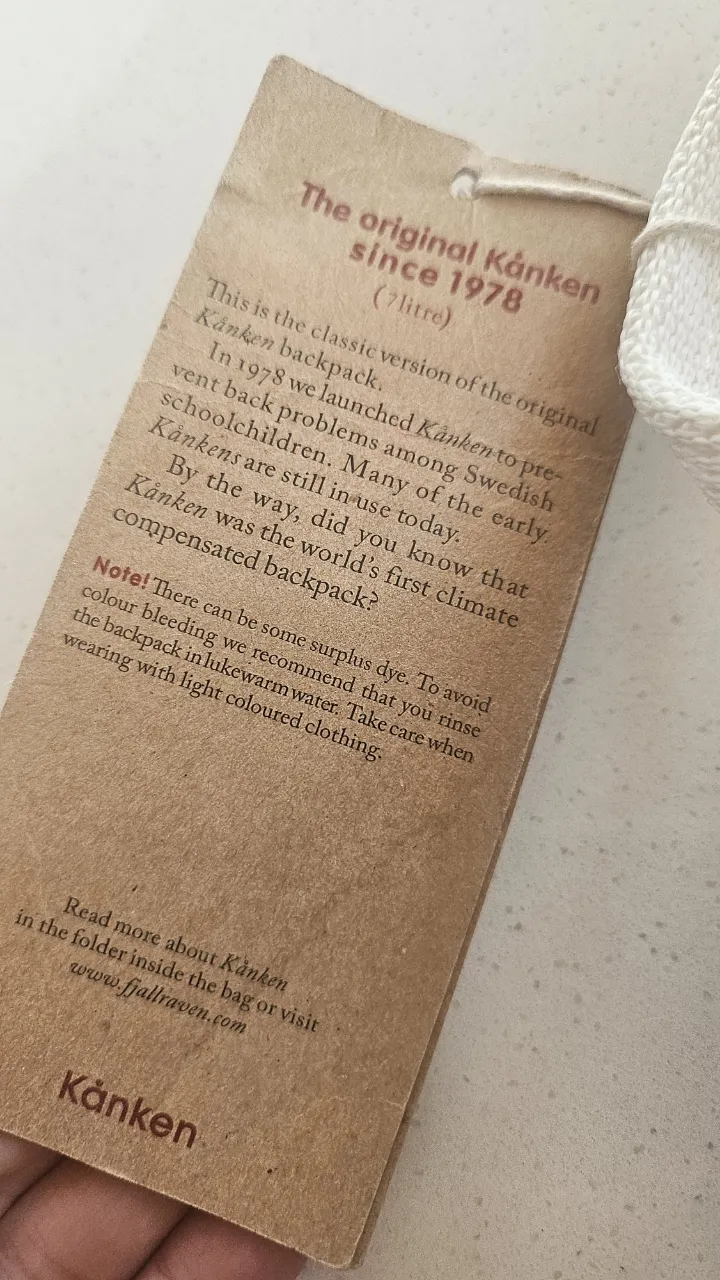 The original Kånken
since 1978
(7litre)
This is the classic version of the original
Kånken backpack.
In 1978 we launched Kånken to pre-
vent back problems among Swedish
schoolchildren. Many of the early
Kånkens are still in use today.
By the way, did you know that
Kånken was the world's first climate
compensated backpack?
Note! There can be some surplus dye. To avoid
colour bleeding we recommend that you rinse
the backpack in lukewarm water. Take care when
wearing with light coloured clothing.
Read more about Kånken
in the folder inside the bag or visit
www.fjallraven.com
Kånken